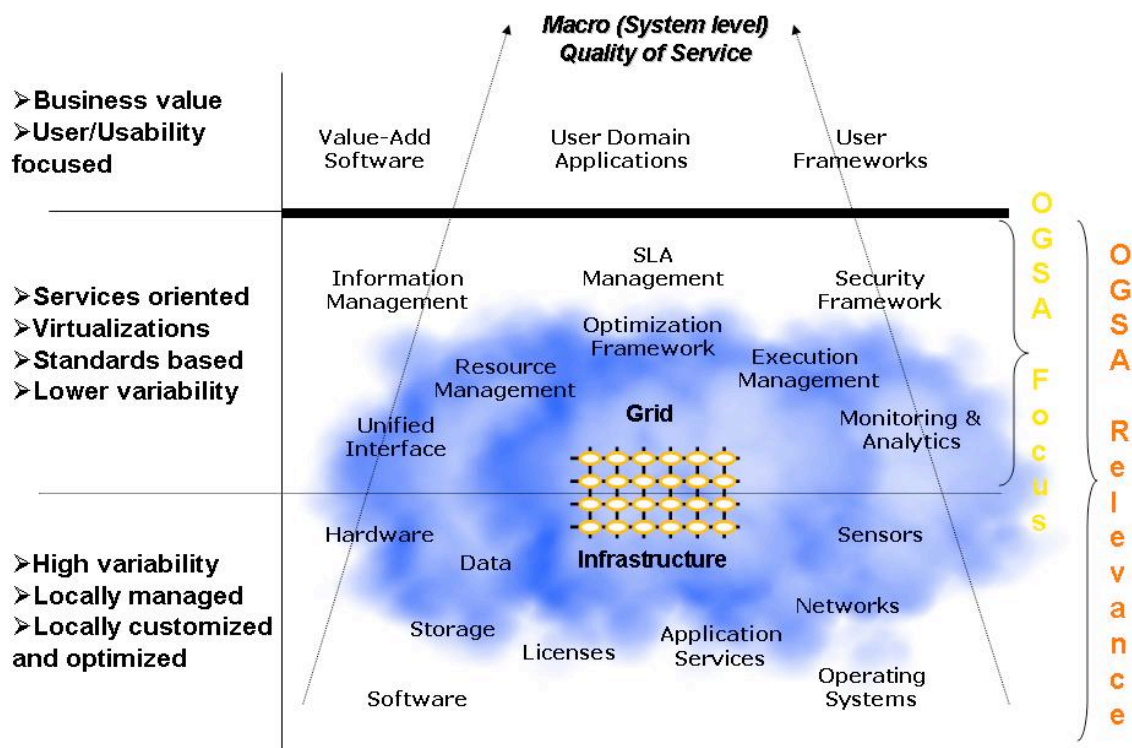 Macro (System level)
Quality of Service
➢Business value
➢User/Usability
focused
Value-Add
Software
User Domain
Applications
User
Frameworks
➢Services oriented
➢Virtualizations
➢Standards based
➢Lower variability
Information
Management
SLA
Management
Security
Framework
Optimization
Framework
Resource
Management
Execution
Management
Unified
Interface
Grid
Monitoring &
Analytics
➢High variability
➢Locally managed
➢Locally customized
and optimized
Hardware
Data
Infrastructure
Sensors
Storage
Licenses
Application
Services
Networks
Software
Operating
Systems
OGSA Focus
OGSA Relevance